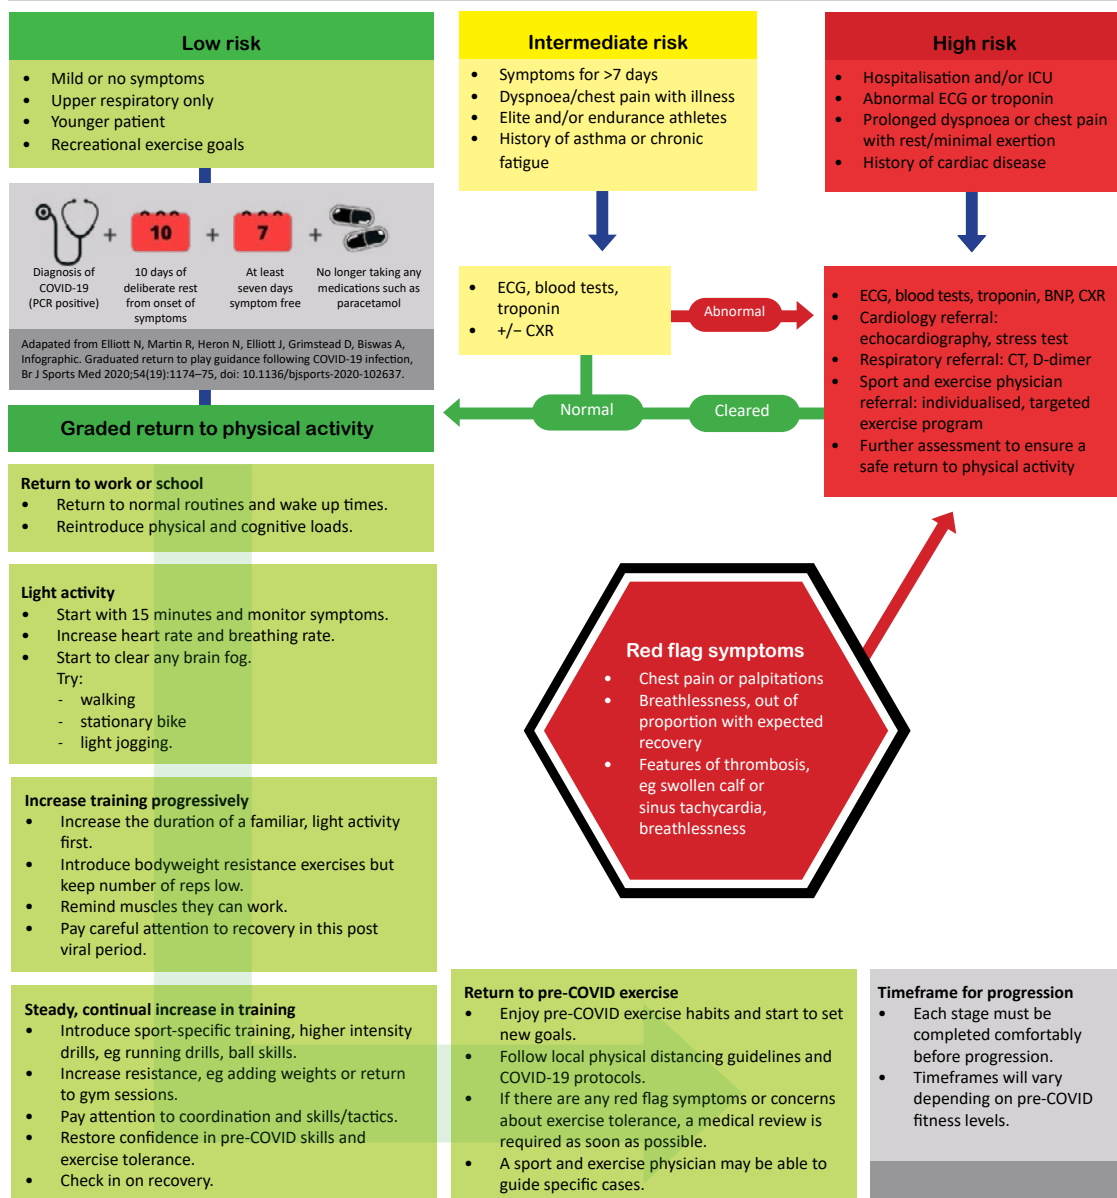 Low risk
• Mild or no symptoms
• Upper respiratory only
• Younger patient
• Recreational exercise goals
Intermediate risk
• Symptoms for >7 days
• Dyspnoea/chest pain with illness
• Elite and/or endurance athletes
• History of asthma or chronic
fatigue
High risk
• Hospitalisation and/or ICU
• Abnormal ECG or troponin
• Prolonged dyspnoea or chest pain
with rest/minimal exertion
• History of cardiac disease
+ 10 + 7 +
Diagnosis of
COVID-19
(PCR positive)
10 days of
deliberate rest
from onset of
symptoms
At least
seven days
symptom free
No longer taking any
medications such as
paracetamol
Adapated from Elliott N, Martin R, Heron N, Elliott J, Grimstead D, Biswas A,
Infographic. Graduated return to play guidance following COVID-19 infection,
Br J Sports Med 2020;54(19):1174–75, doi: 10.1136/bjsports-2020-102637.
• ECG, blood tests,
troponin
• +/– CXR
Abnormal
Normal
Cleared
• ECG, blood tests, troponin, BNP, CXR
• Cardiology referral:
echocardiography, stress test
• Respiratory referral: CT, D-dimer
• Sport and exercise physician
referral: individualised, targeted
exercise program
• Further assessment to ensure a
safe return to physical activity
Graded return to physical activity
Return to work or school
• Return to normal routines and wake up times.
• Reintroduce physical and cognitive loads.
Light activity
• Start with 15 minutes and monitor symptoms.
• Increase heart rate and breathing rate.
• Start to clear any brain fog.
Try:
- walking
- stationary bike
- light jogging.
Red flag symptoms
• Chest pain or palpitations
• Breathlessness, out of
proportion with expected
recovery
• Features of thrombosis,
eg swollen calf or
sinus tachycardia,
breathlessness
Increase training progressively
• Increase the duration of a familiar, light activity
first.
• Introduce bodyweight resistance exercises but
keep number of reps low.
• Remind muscles they can work.
• Pay careful attention to recovery in this post
viral period.
Steady, continual increase in training
• Introduce sport-specific training, higher intensity
drills, eg running drills, ball skills.
• Increase resistance, eg adding weights or return
to gym sessions.
• Pay attention to coordination and skills/tactics.
• Restore confidence in pre-COVID skills and
exercise tolerance.
• Check in on recovery.
Return to pre-COVID exercise
• Enjoy pre-COVID exercise habits and start to set
new goals.
• Follow local physical distancing guidelines and
COVID-19 protocols.
• If there are any red flag symptoms or concerns
about exercise tolerance, a medical review is
required as soon as possible.
• A sport and exercise physician may be able to
guide specific cases.
Timeframe for progression
• Each stage must be
completed comfortably
before progression.
• Timeframes will vary
depending on pre-COVID
fitness levels.